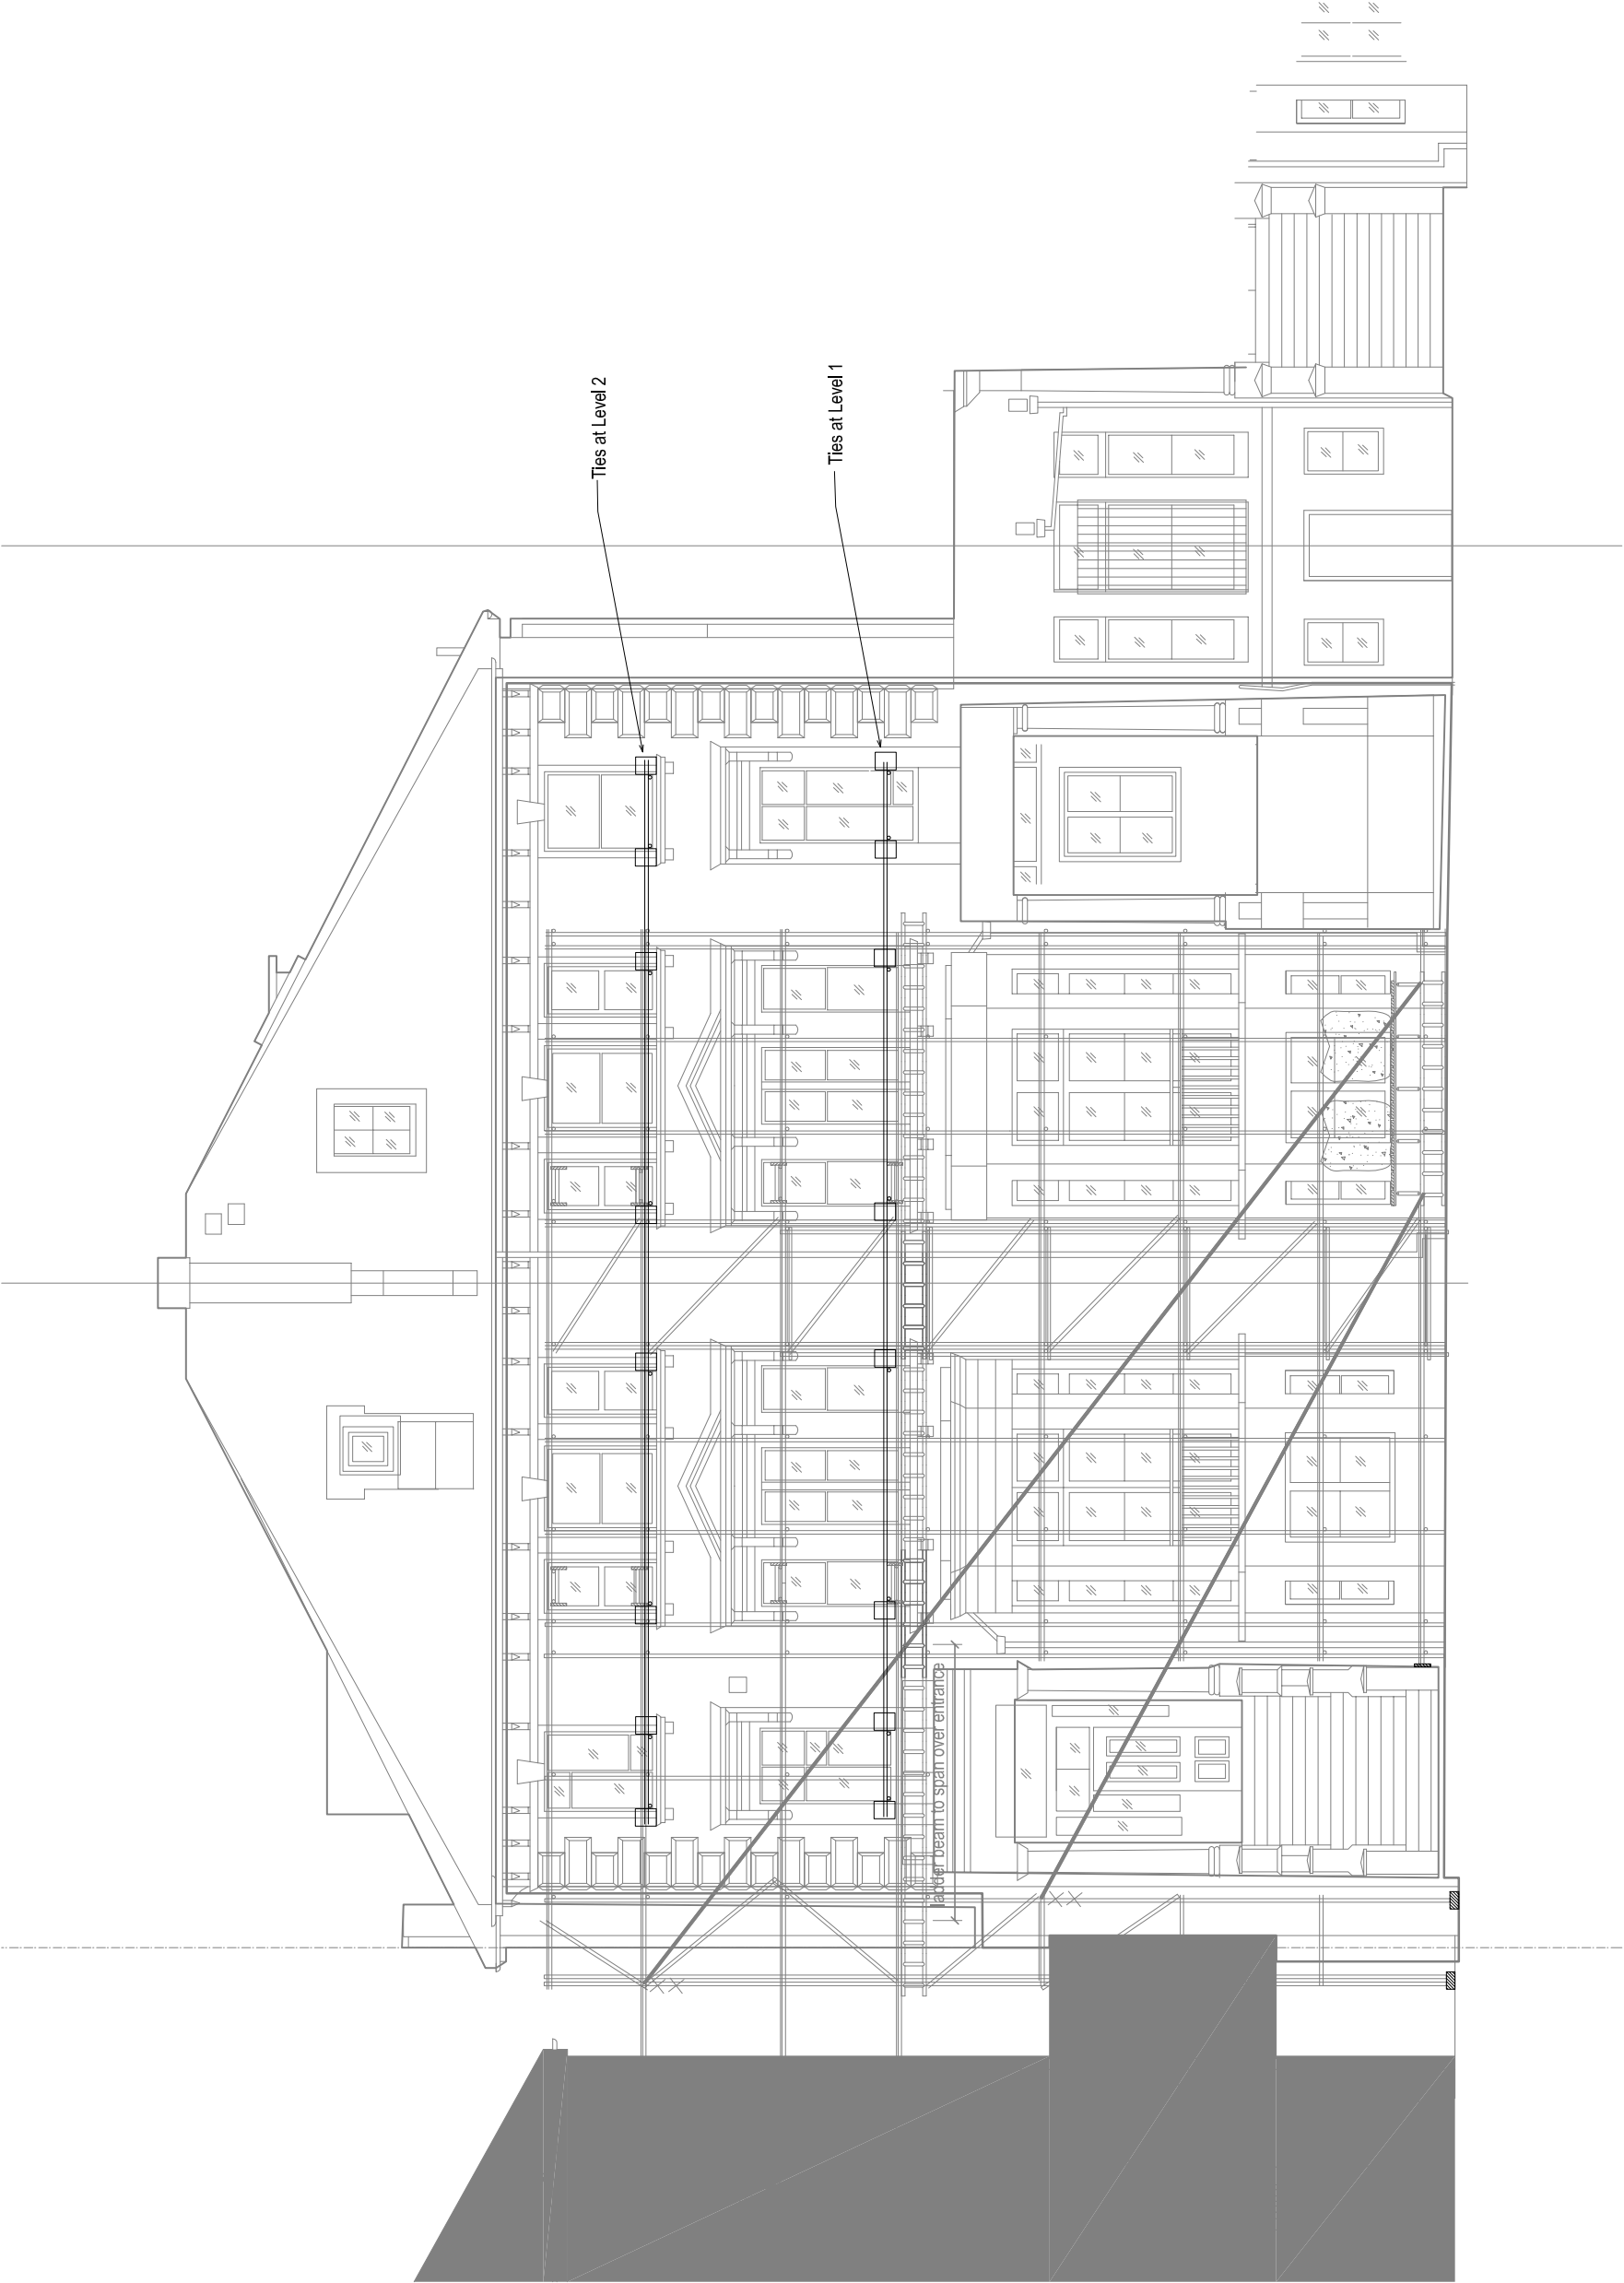 Ties at Level 2
Ties at Level 1
ladder beam to span over entrance